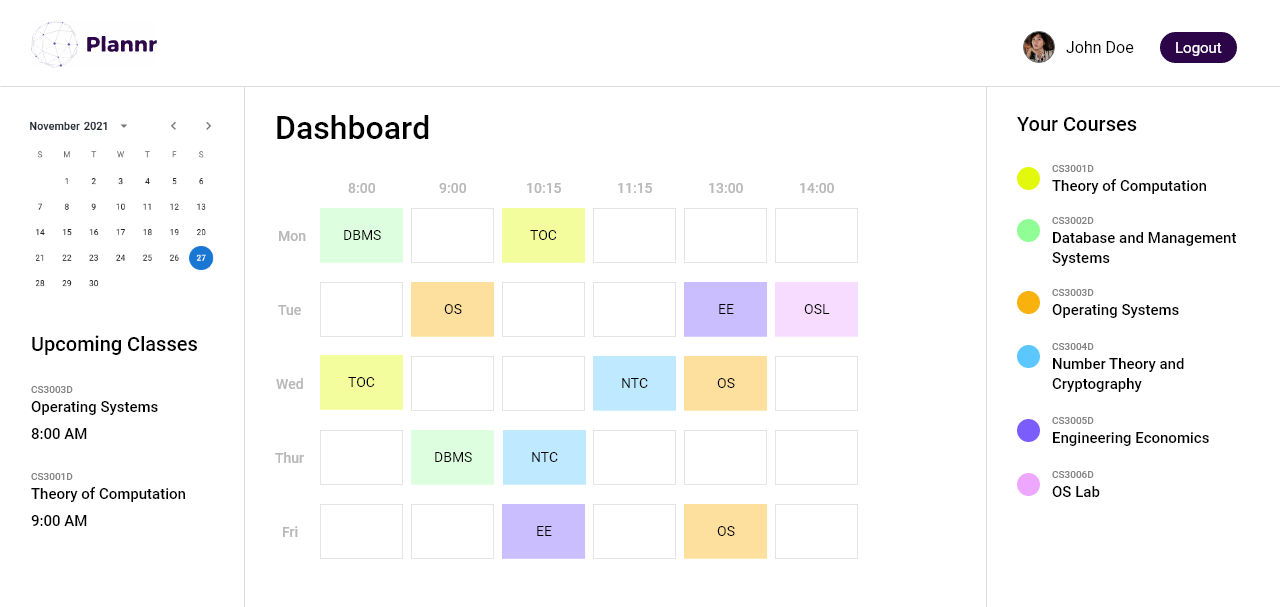 Plannr
John Doe
Logout
November 2021
S M T W T F S
1 2 3 4 5 6
7 8 9 10 11 12 13
14 15 16 17 18 19 20
21 22 23 24 25 26 27
28 29 30
Upcoming Classes
CS3003D
Operating Systems
8:00 AM
CS3001D
Theory of Computation
9:00 AM
Dashboard
8:00 9:00 10:15 11:15 13:00 14:00
Mon DBMS TOC
Tue OS EE OSL
Wed TOC NTC OS
Thur DBMS NTC
Fri EE OS
Your Courses
CS3001D
Theory of Computation
CS3002D
Database and Management
Systems
CS3003D
Operating Systems
CS3004D
Number Theory and
Cryptography
CS3005D
Engineering Economics
CS3006D
OS Lab